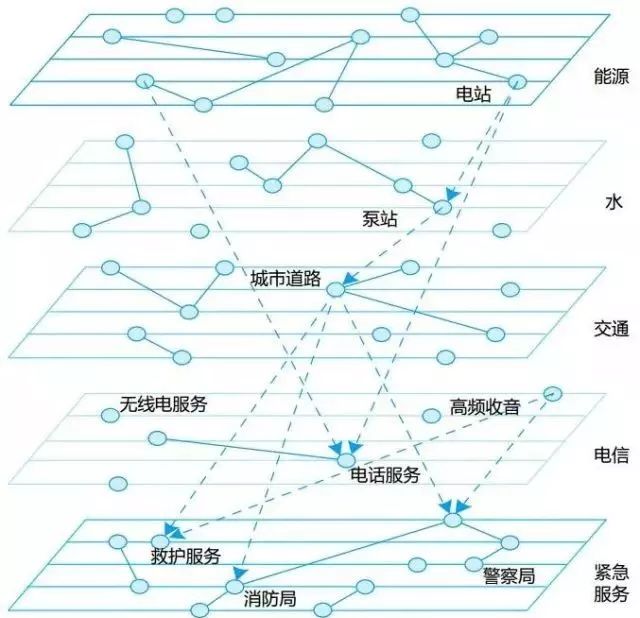 能源
电站
水
泵站
城市道路
交通
无线电服务
高频收音
电信
电话服务
救护服务
警察局
消防局
紧急
服务